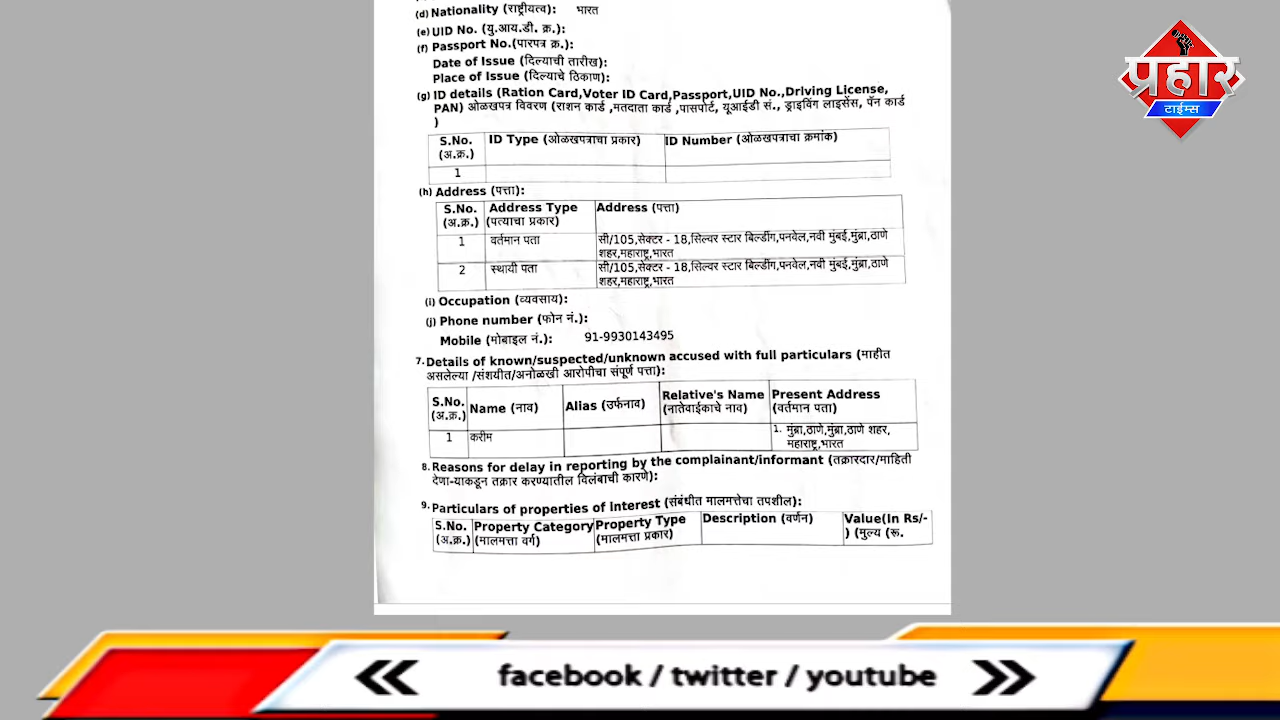 (d) Nationality (राष्ट्रीयत्व): भारत
(e) UID No. (यु.आय.डी. क्र.):
(f) Passport No.(पारपत्र क्र.):
Date of Issue (दिल्याची तारीख):
Place of Issue (दिल्याचे ठिकाण):
(g) ID details (Ration Card,Voter ID Card,Passport,UID No.,Driving License,
PAN) ओळखपत्र विवरण (राशन कार्ड ,मतदाता कार्ड ,पासपोर्ट, यूआईडी सं., ड्राइविंग लाइसेंस, पॅन कार्ड
)
S.No. ID Type (ओळखपत्राचा प्रकार) ID Number (ओळखपत्राचा क्रमांक)
(अ.क्र.)
1
(h) Address (पत्ता):
S.No. Address Type Address (पत्ता)
(अ.क्र.) (पत्याचा प्रकार)
1 वर्तमान पता सी/105,सेक्टर - 18,सिल्वर स्टार बिल्डींग,पनवेल,नवी मुंबई,मुंब्रा,ठाणे
शहर,महाराष्ट्र,भारत
2 स्थायी पता सी/105,सेक्टर - 18,सिल्वर स्टार बिल्डींग,पनवेल,नवी मुंबई,मुंब्रा,ठाणे
शहर,महाराष्ट्र,भारत
(i) Occupation (व्यवसाय):
(j) Phone number (फोन नं.):
Mobile (मोबाइल नं.): 91-9930143495
7. Details of known/suspected/unknown accused with full particulars (माहीत
असलेल्या /संशयीत/अनोळखी आरोपीचा संपूर्ण पत्ता):
S.No. Name (नाव) Alias (उर्फनाव) Relative's Name Present Address
(अ.क्र.) (नातेवाईकाचे नाव) (वर्तमान पता)
1 करीम 1. मुंब्रा,ठाणे,मुंब्रा,ठाणे शहर,
महाराष्ट्र,भारत
8. Reasons for delay in reporting by the complainant/informant (तक्रारदार/माहिती
देणा-याकडून तक्रार करण्यातील विलंबाची कारणे):
9. Particulars of properties of interest (संबंधीत मालमत्तेचा तपशील):
S.No. Property Category Property Type Description (वर्णन) Value(In Rs/-
(अ.क्र.) (मालमत्ता वर्ग) (मालमत्ता प्रकार) ) (मुल्य (रू.
प्रहार
टाईम्स
facebook / twitter / youtube